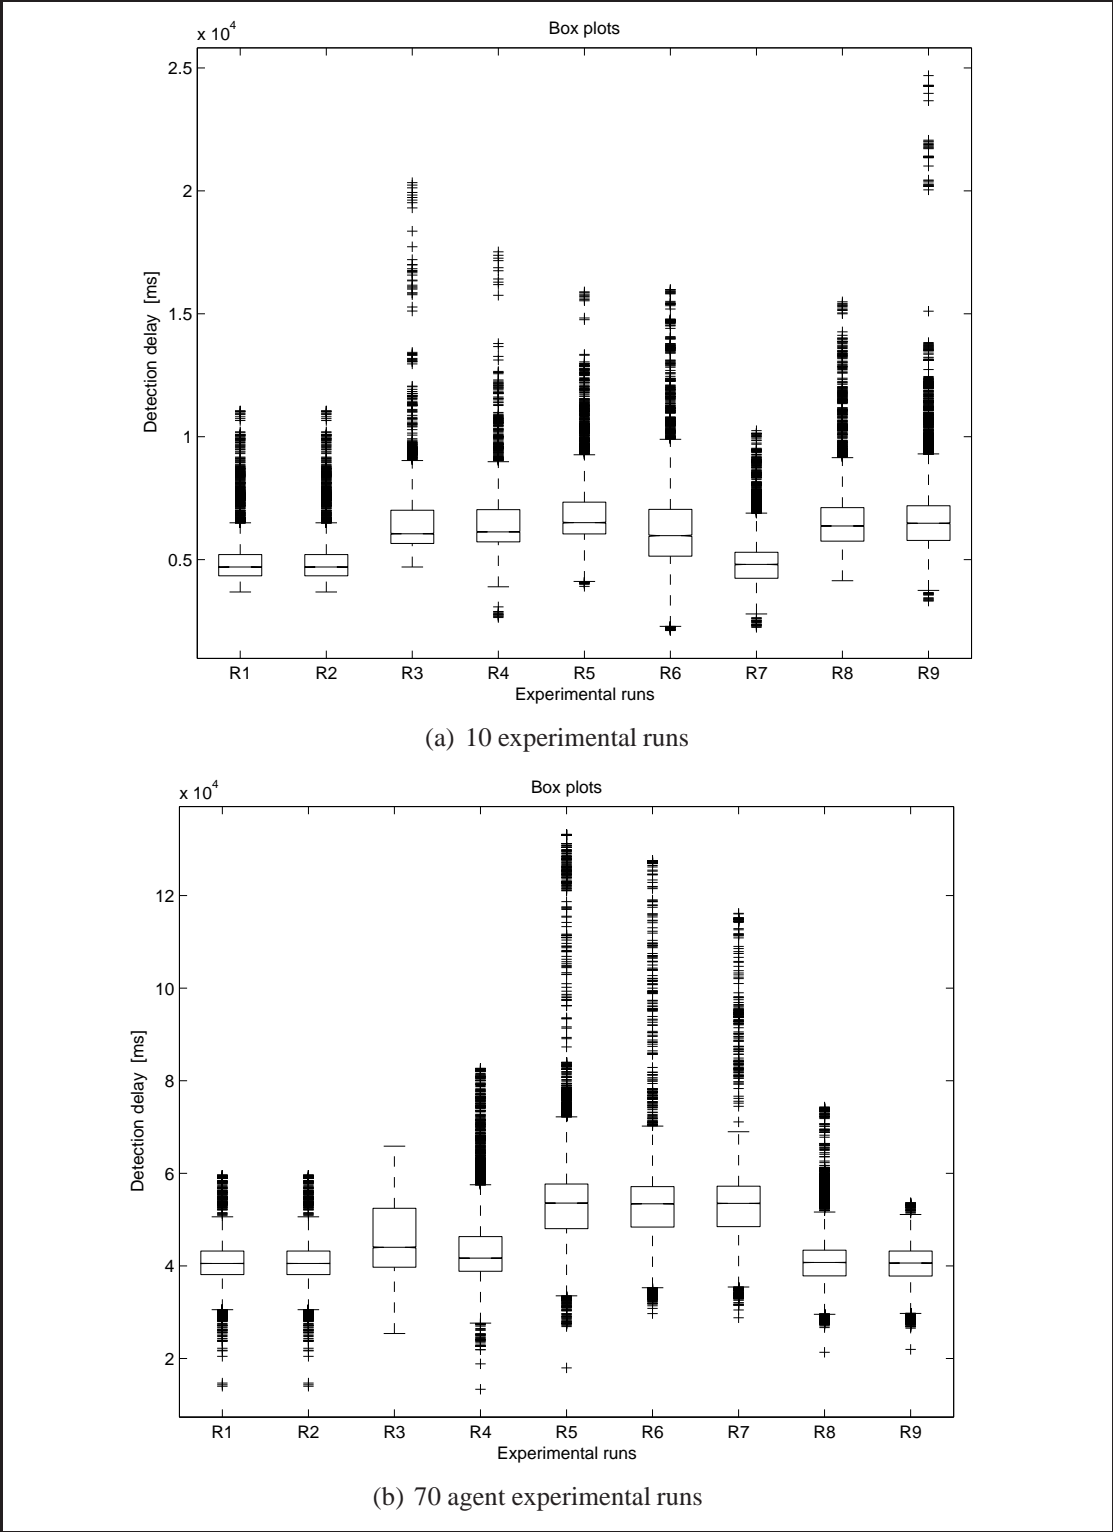 Box plots
x 10^4
2.5
2
1.5
1
0.5
Detection delay [ms]
R1 R2 R3 R4 R5 R6 R7 R8 R9
Experimental runs
(a) 10 experimental runs
Box plots
x 10^4
12
10
8
6
4
2
Detection delay [ms]
R1 R2 R3 R4 R5 R6 R7 R8 R9
Experimental runs
(b) 70 agent experimental runs